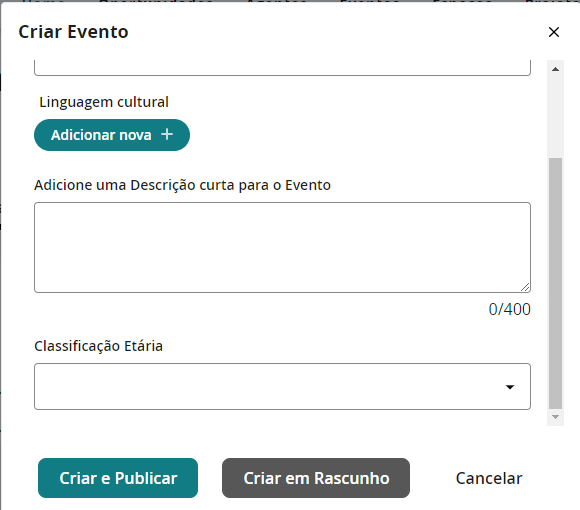 Criar Evento
Linguagem cultural
Adicionar nova +
Adicione uma Descrição curta para o Evento
0/400
Classificação Etária
Criar e Publicar
Criar em Rascunho
Cancelar